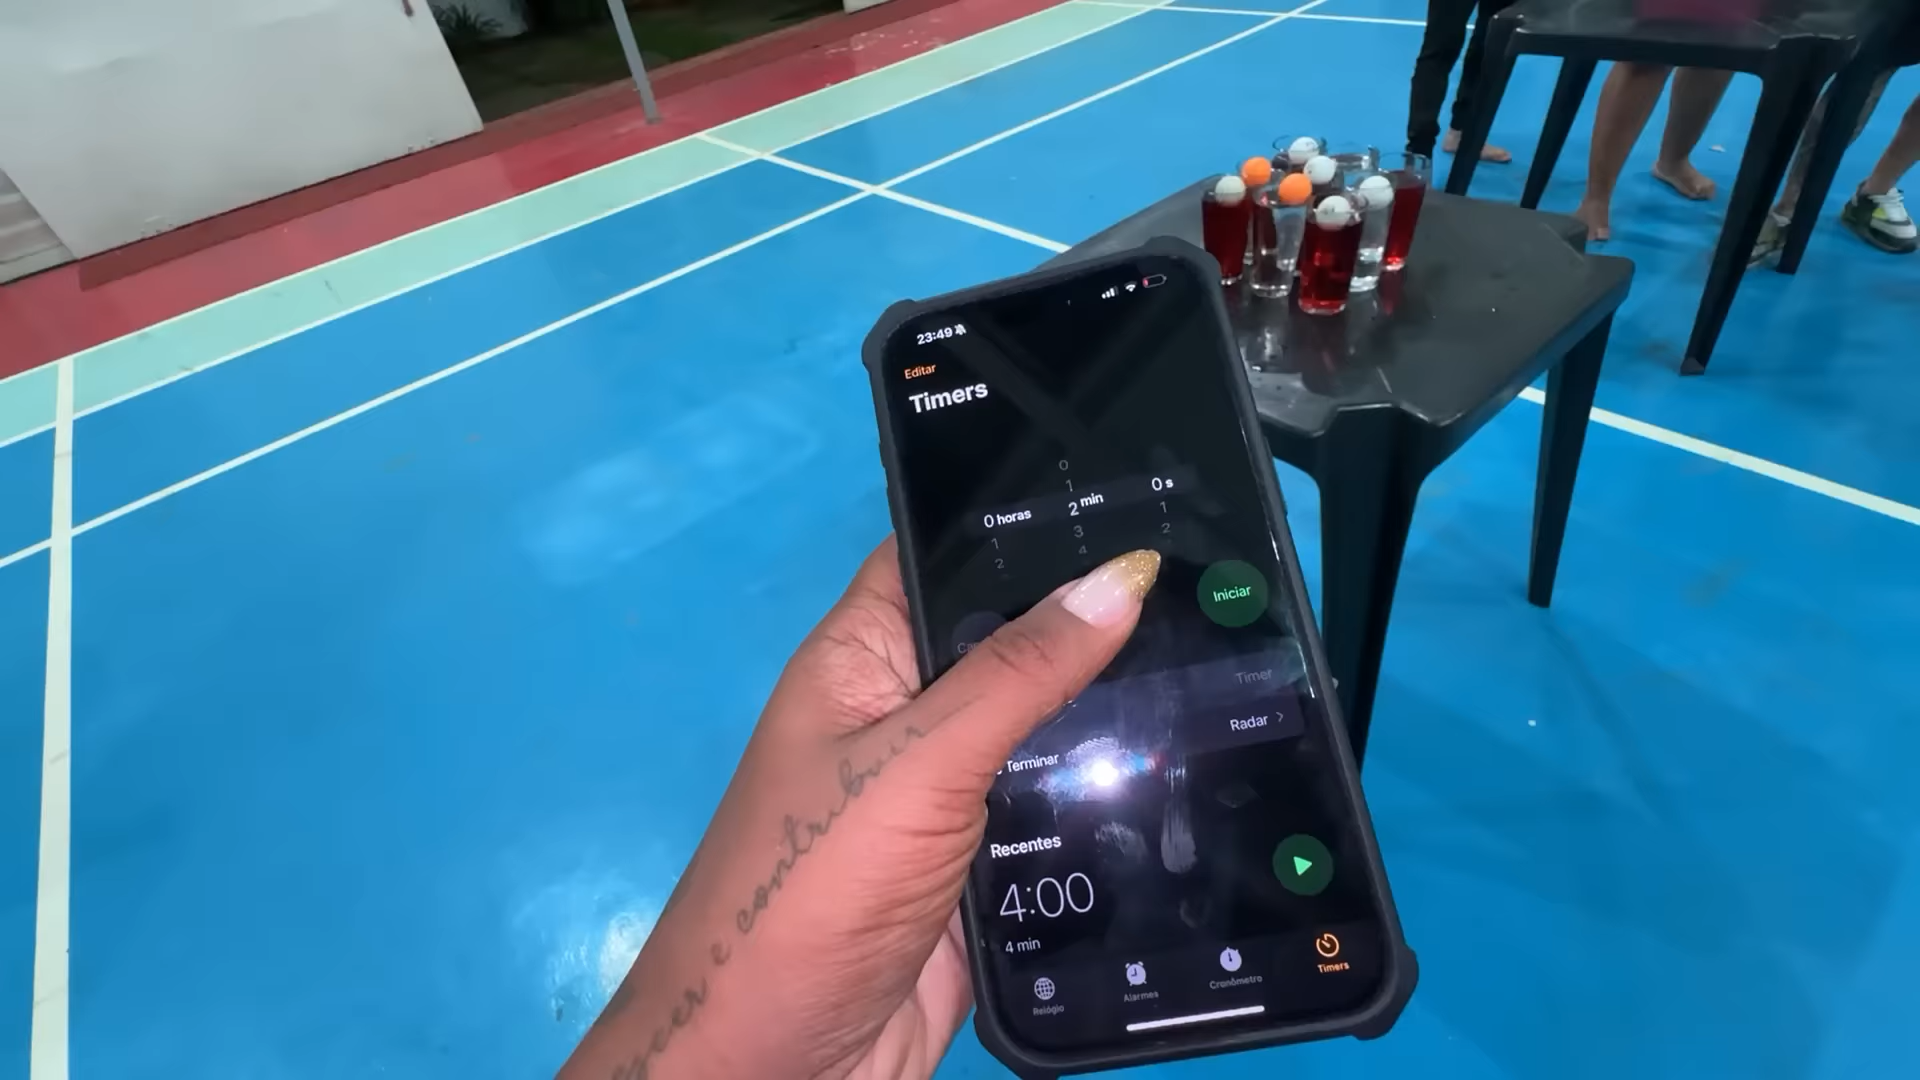 23:49
Editar
Timers
0
1
0 horas 2 min 0 s
1 3 1
2 4 2
Iniciar
Timer
Radar
Terminar
Recentes
4:00
4 min
Relógio Alarmes Cronômetro Timers
e contribuir